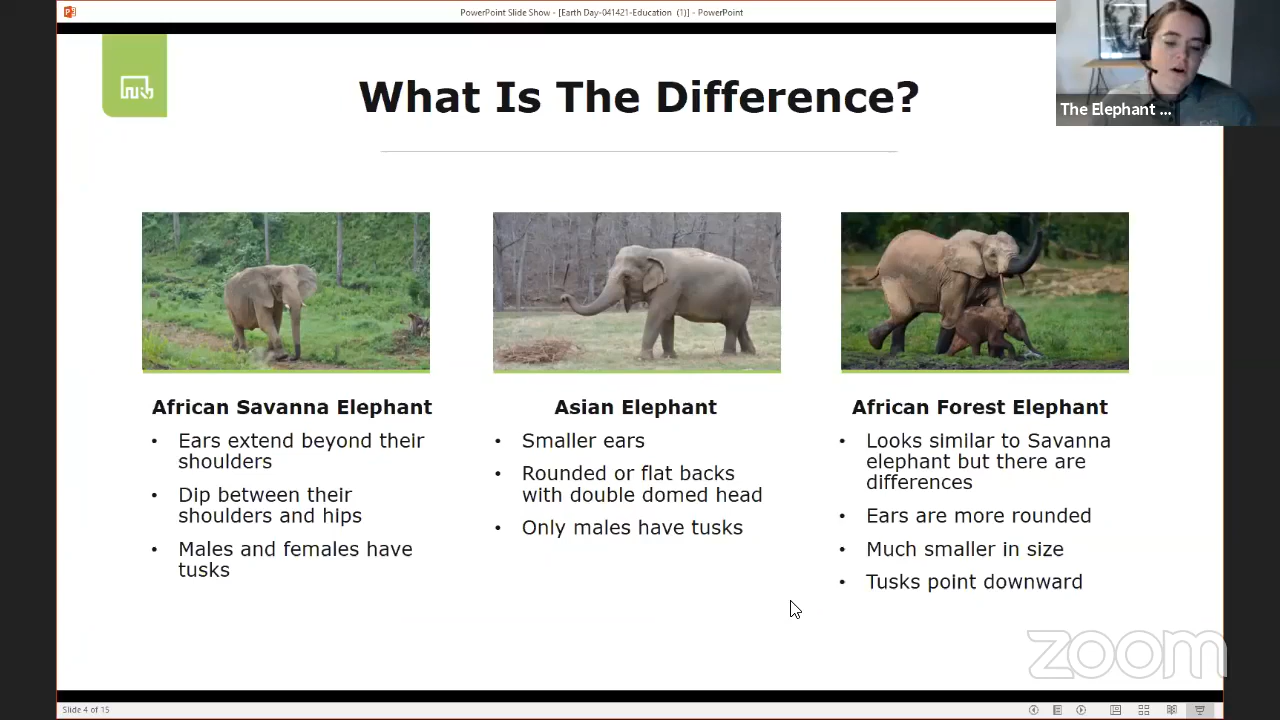 PowerPoint Slide Show - [Earth Day-041421-Education (1)] - PowerPoint
The Elephant ...
What Is The Difference?
African Savanna Elephant
• Ears extend beyond their
shoulders
• Dip between their
shoulders and hips
• Males and females have
tusks
Asian Elephant
• Smaller ears
• Rounded or flat backs
with double domed head
• Only males have tusks
African Forest Elephant
• Looks similar to Savanna
elephant but there are
differences
• Ears are more rounded
• Much smaller in size
• Tusks point downward
zoom
Slide 4 of 15